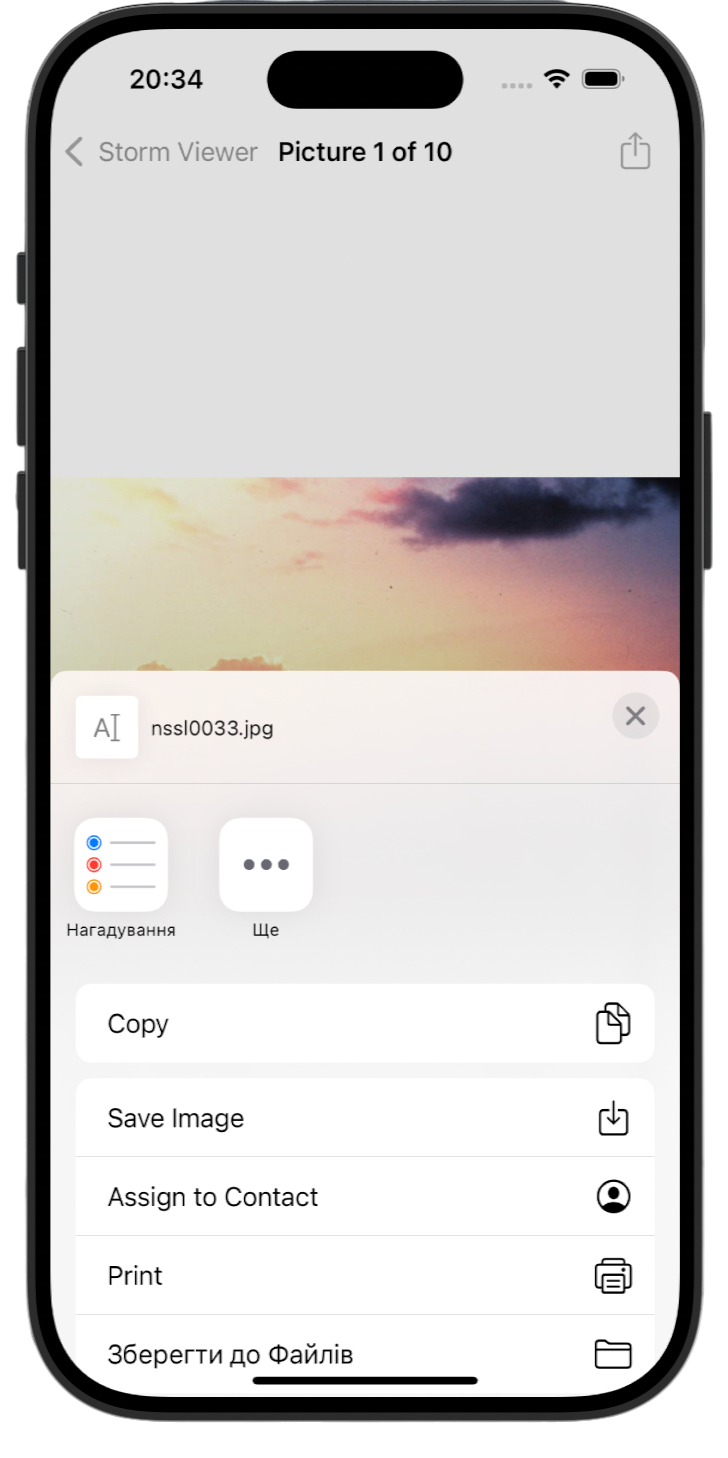 20:34
Storm Viewer Picture 1 of 10
A
nssl0033.jpg
Нагадування Ще
Copy
Save Image
Assign to Contact
Print
Зберегти до Файлів